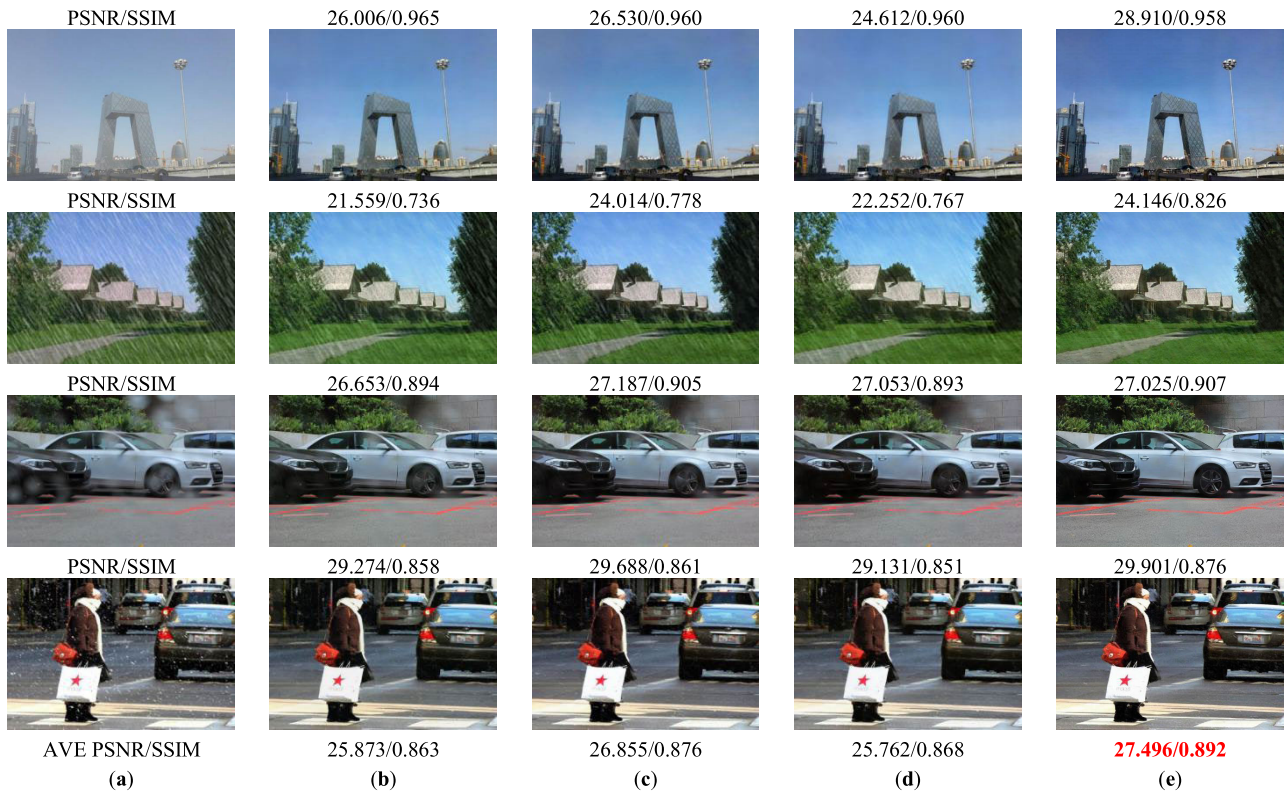 PSNR/SSIM 26.006/0.965 26.530/0.960 24.612/0.960 28.910/0.958
PSNR/SSIM 21.559/0.736 24.014/0.778 22.252/0.767 24.146/0.826
PSNR/SSIM 26.653/0.894 27.187/0.905 27.053/0.893 27.025/0.907
PSNR/SSIM 29.274/0.858 29.688/0.861 29.131/0.851 29.901/0.876
AVE PSNR/SSIM 25.873/0.863 26.855/0.876 25.762/0.868 27.496/0.892
(a) (b) (c) (d) (e)